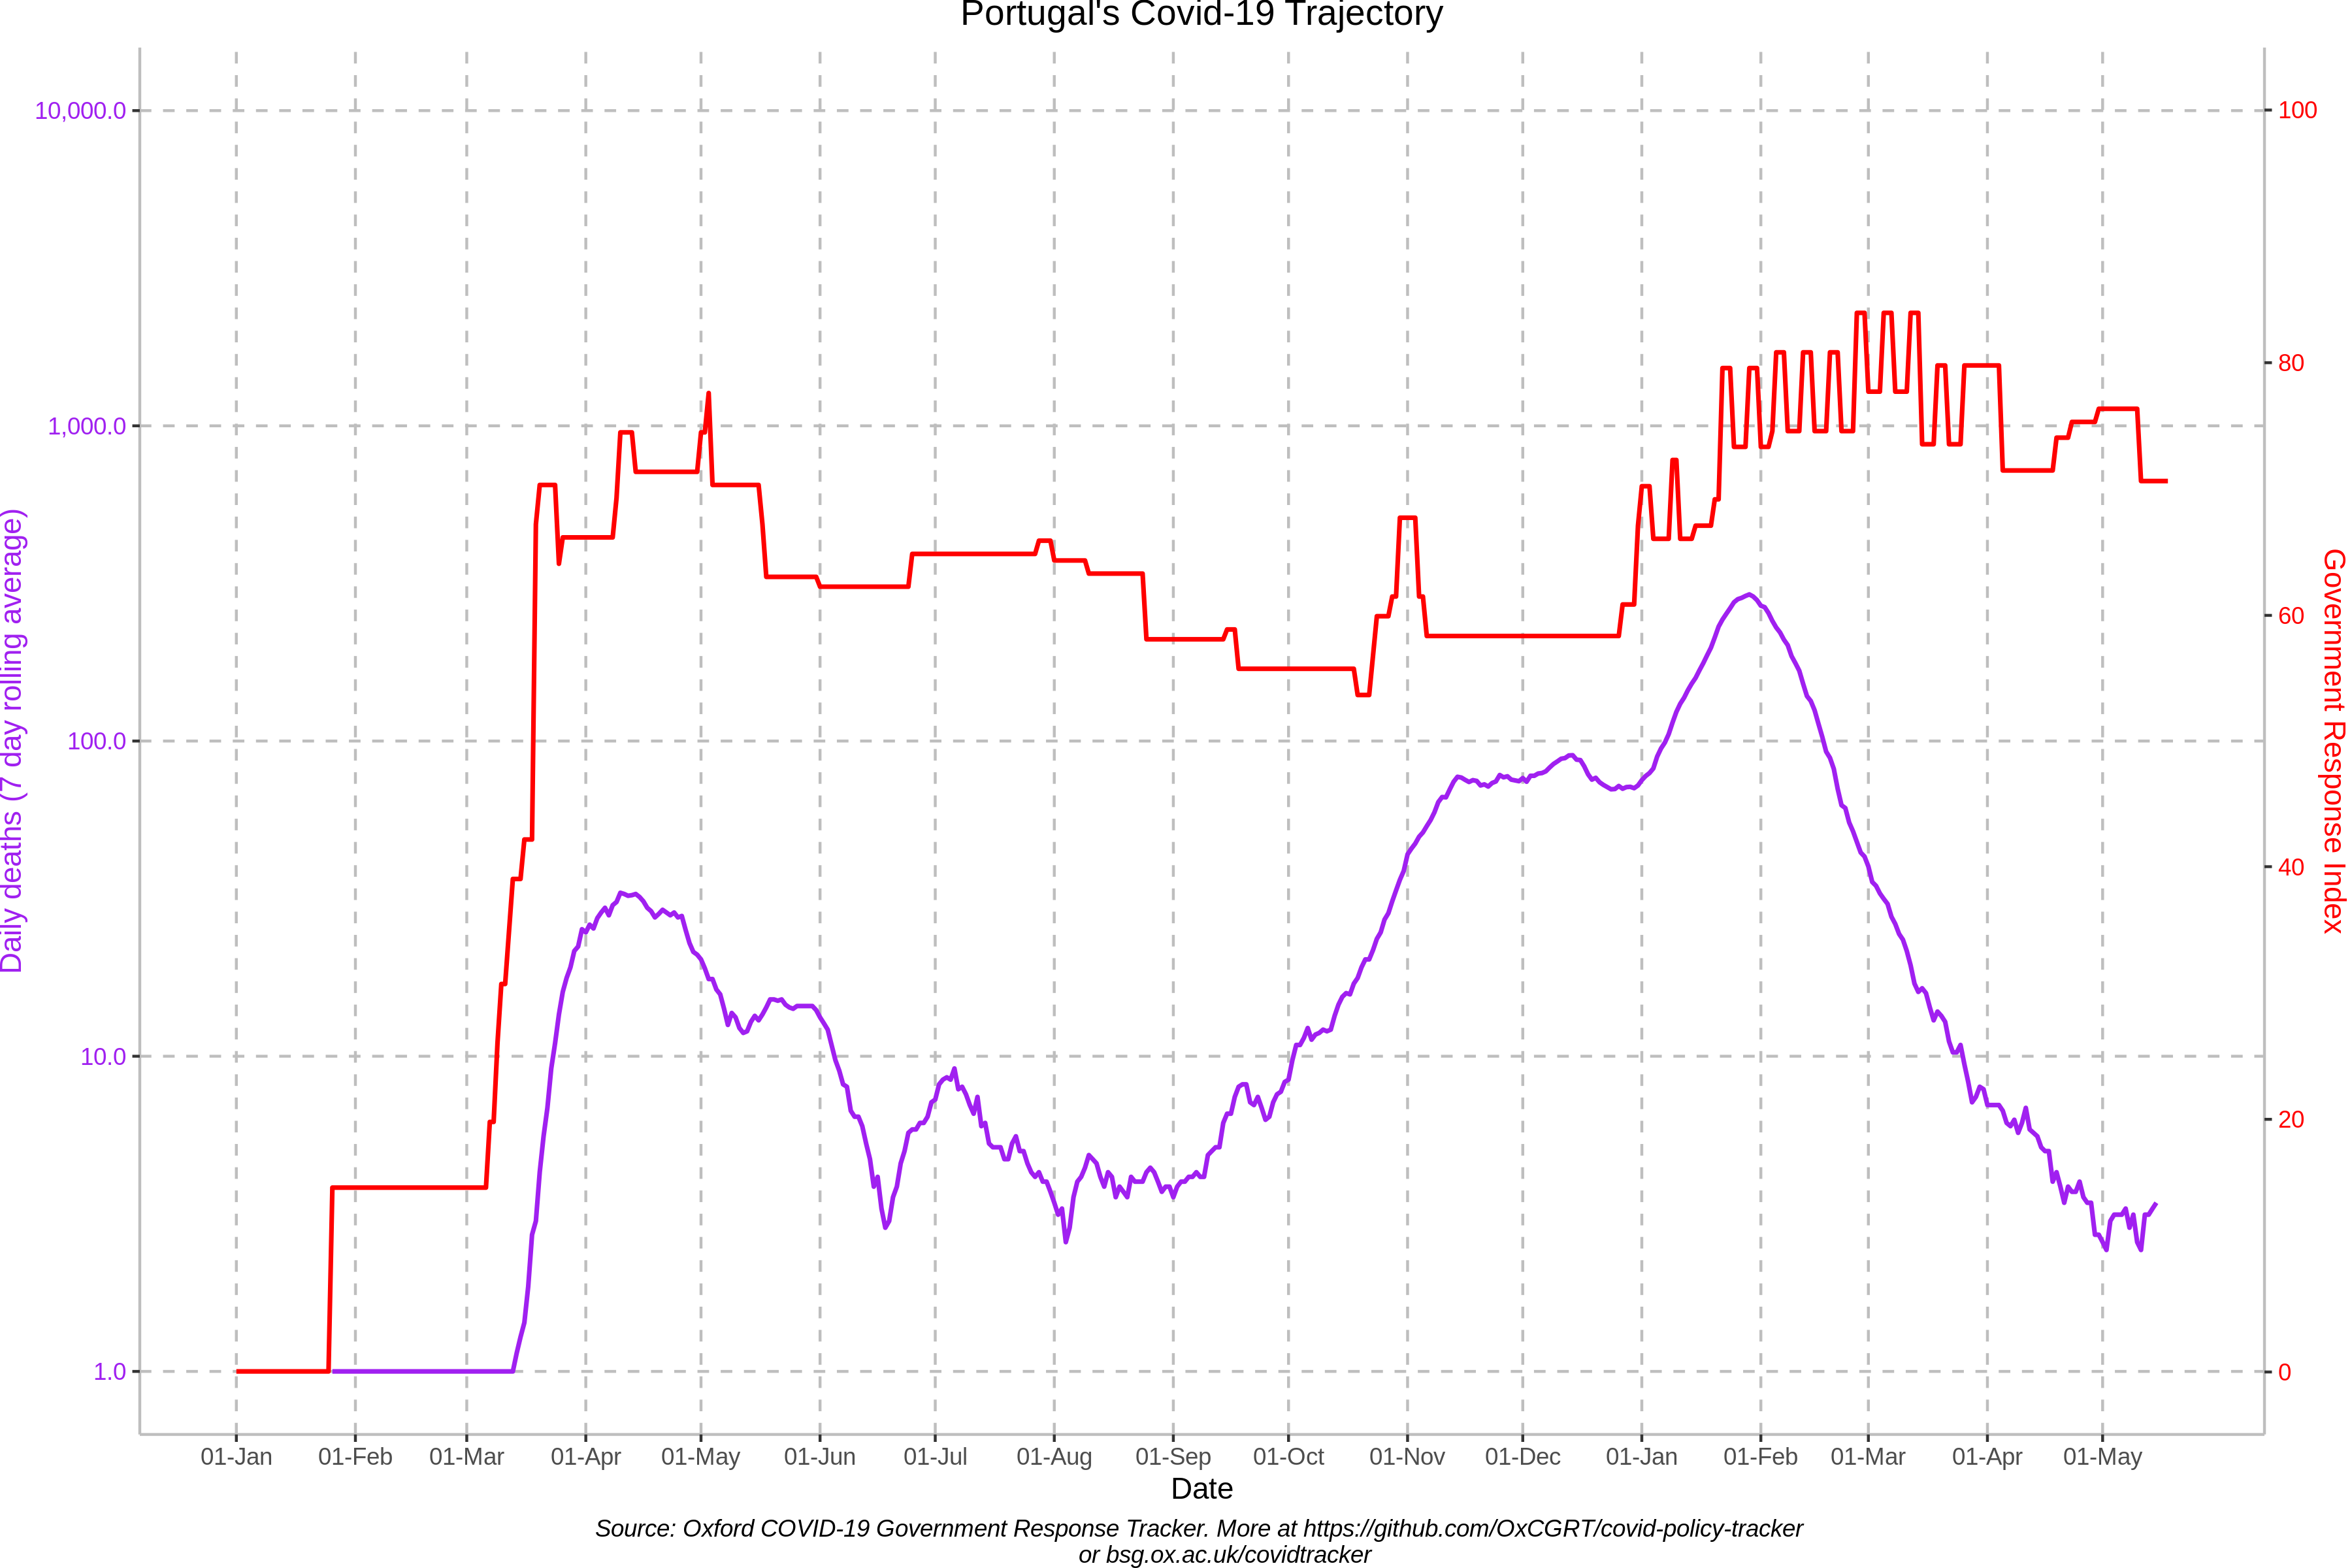 Portugal's Covid-19 Trajectory
10,000.0
1,000.0
100.0
10.0
1.0
Daily deaths (7 day rolling average)
100
80
60
40
20
0
Government Response Index
01-Jan 01-Feb 01-Mar 01-Apr 01-May 01-Jun 01-Jul 01-Aug 01-Sep 01-Oct 01-Nov 01-Dec 01-Jan 01-Feb 01-Mar 01-Apr 01-May
Date
Source: Oxford COVID-19 Government Response Tracker. More at https://github.com/OxCGRT/covid-policy-tracker
or bsg.ox.ac.uk/covidtracker